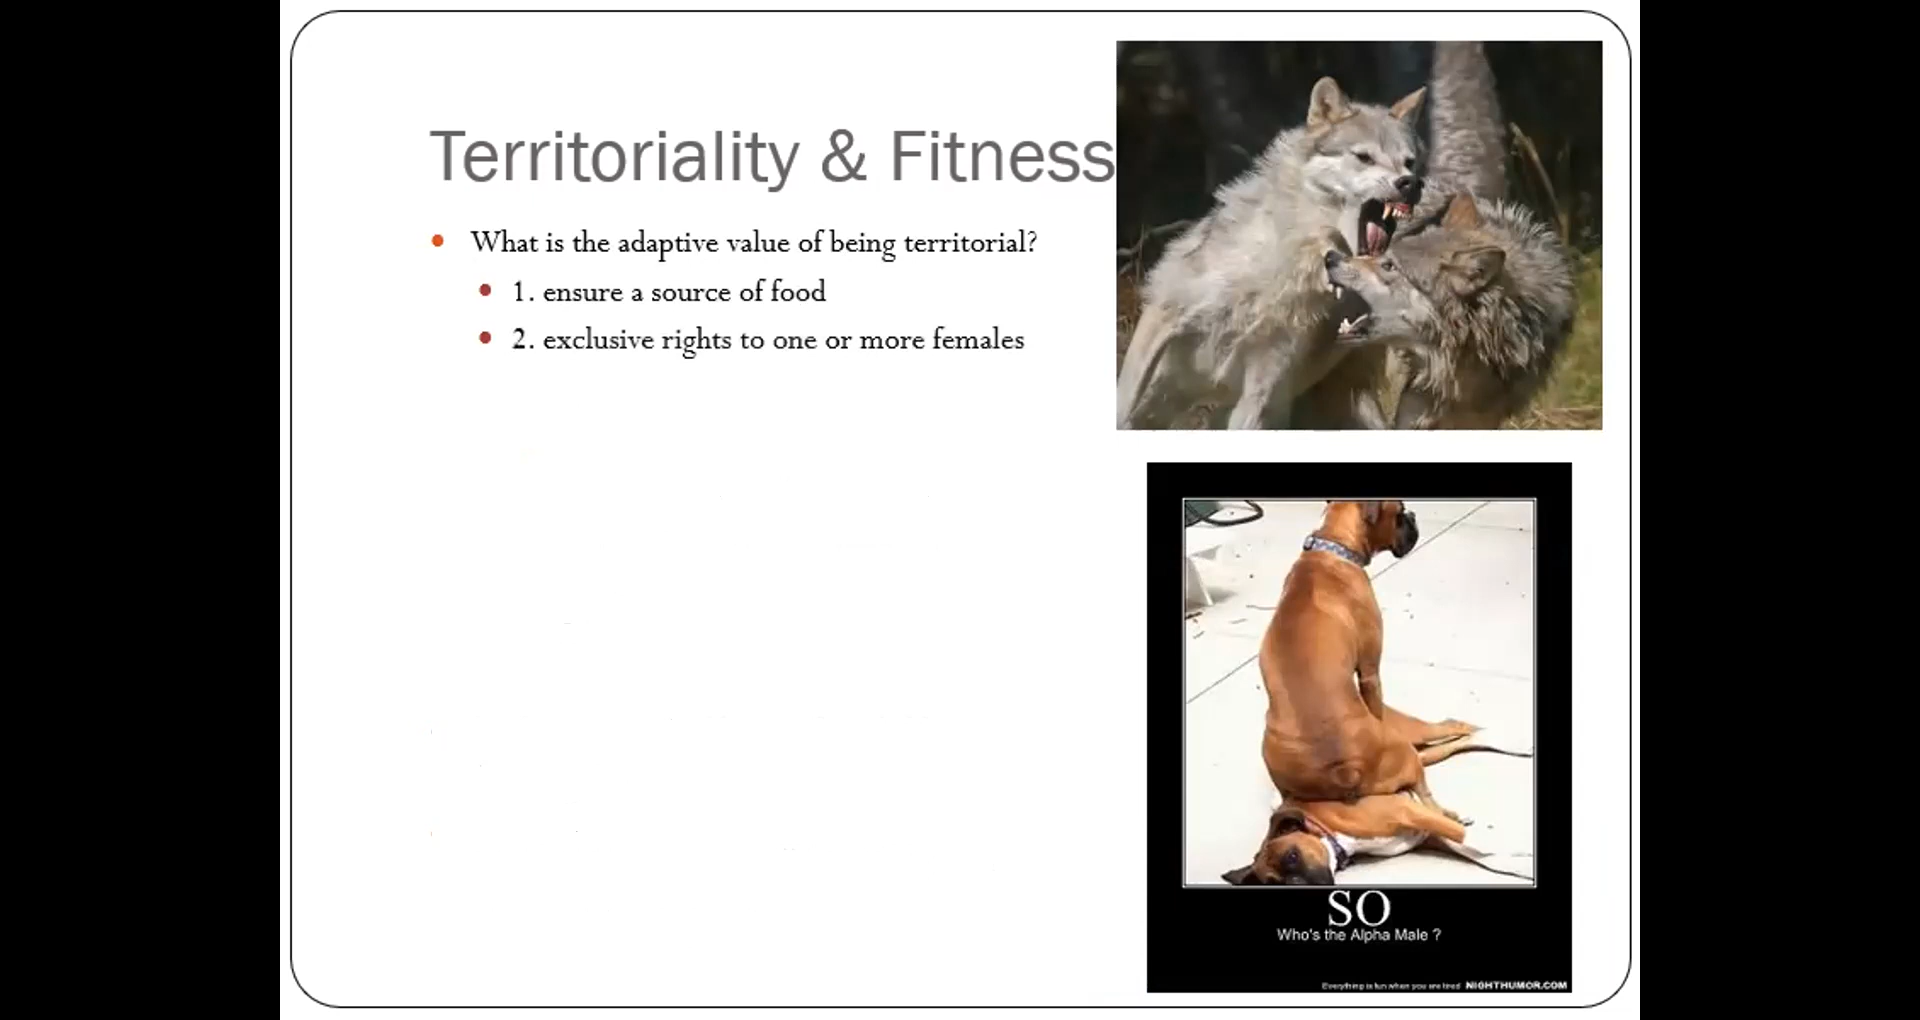 Territoriality & Fitness
What is the adaptive value of being territorial?
1. ensure a source of food
2. exclusive rights to one or more females
SO
Who's the Alpha Male ?
Everything is fun when you are tired NIGHTHUMOR.COM